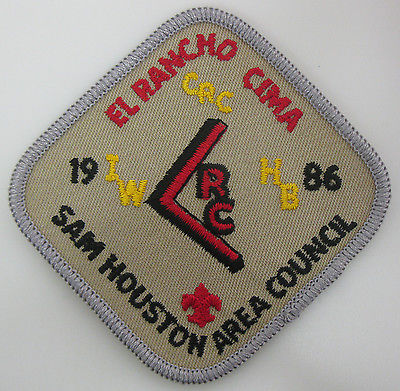 EL RANCHO CIMA
CRC
19 IW RC HB 86
SAM HOUSTON AREA COUNCIL